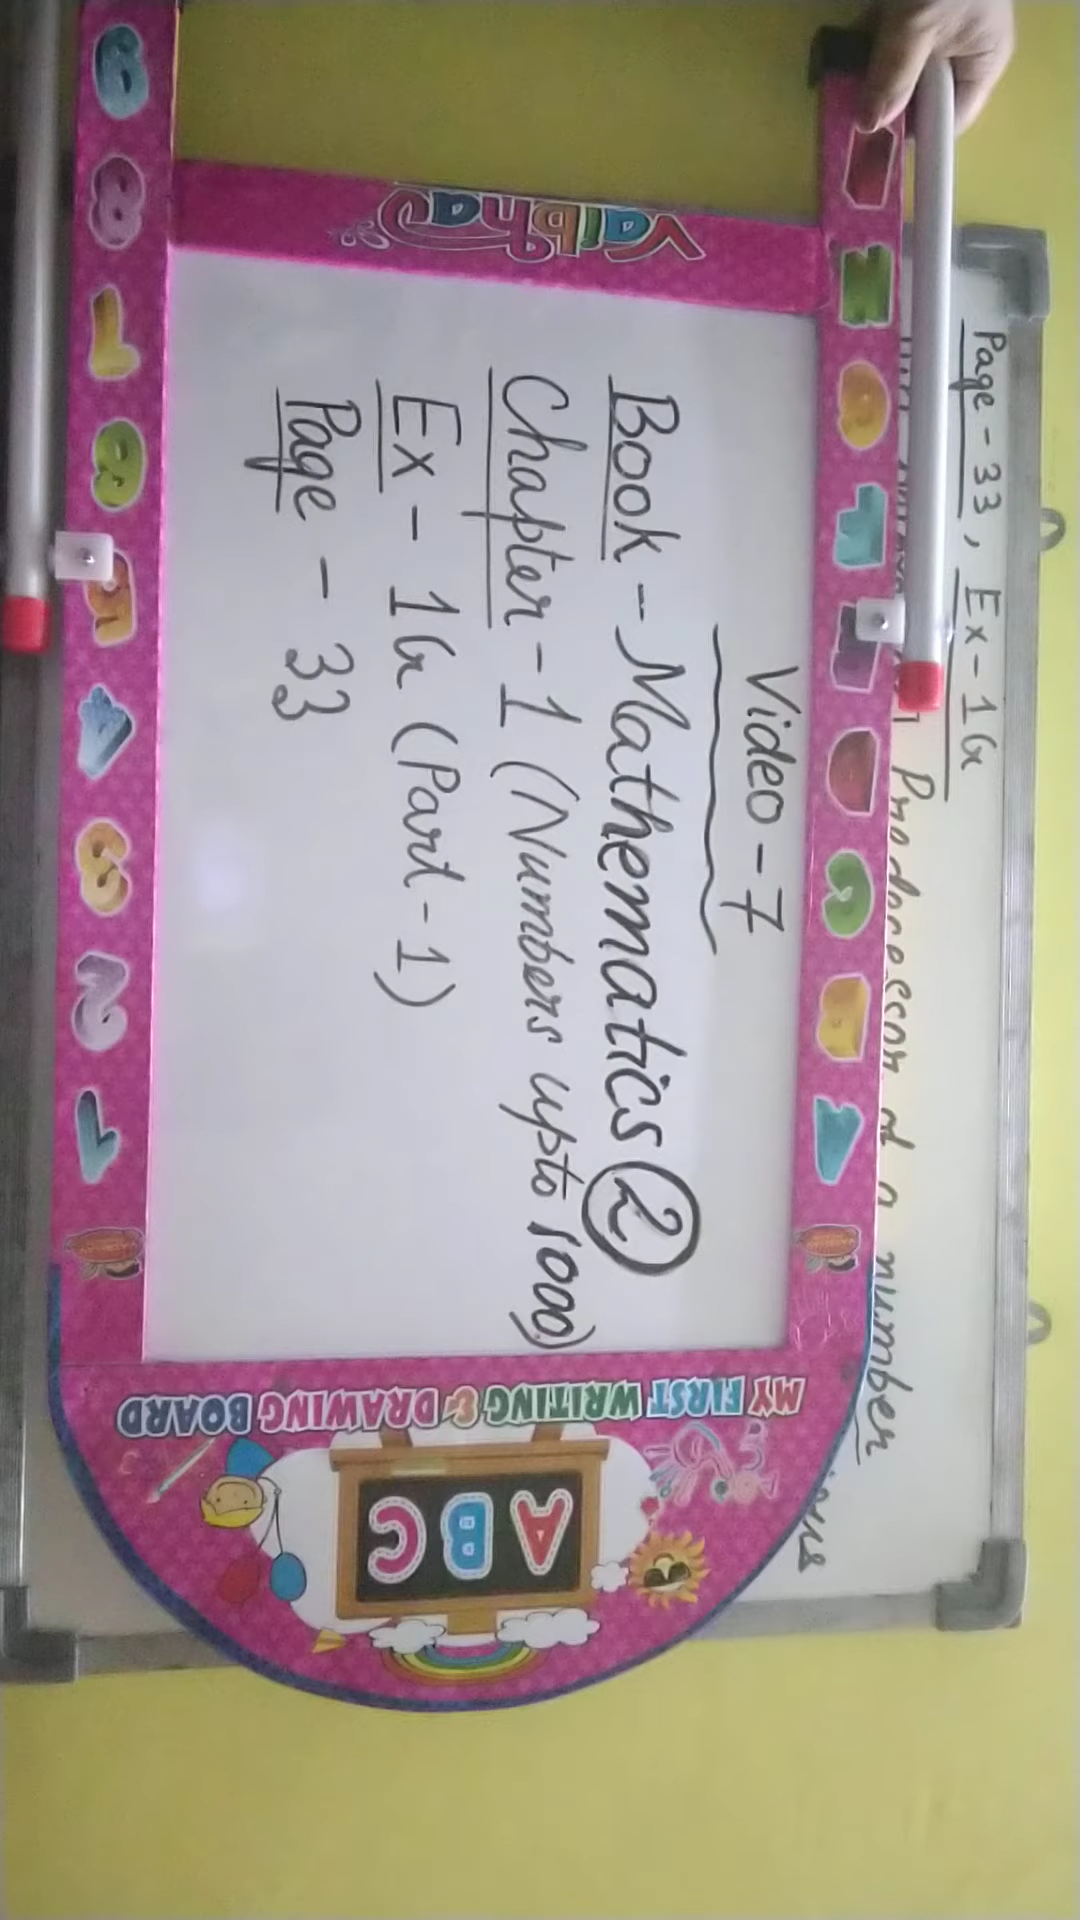 Video - 7
Book - Mathematics 2
Chapter - 1 (Numbers upto 1000)
Ex - 1G (Part - 1)
Page - 33
Vaibhav
MY FIRST WRITING & DRAWING BOARD
ABC
Page - 33, Ex - 1G
Predecessor of a number